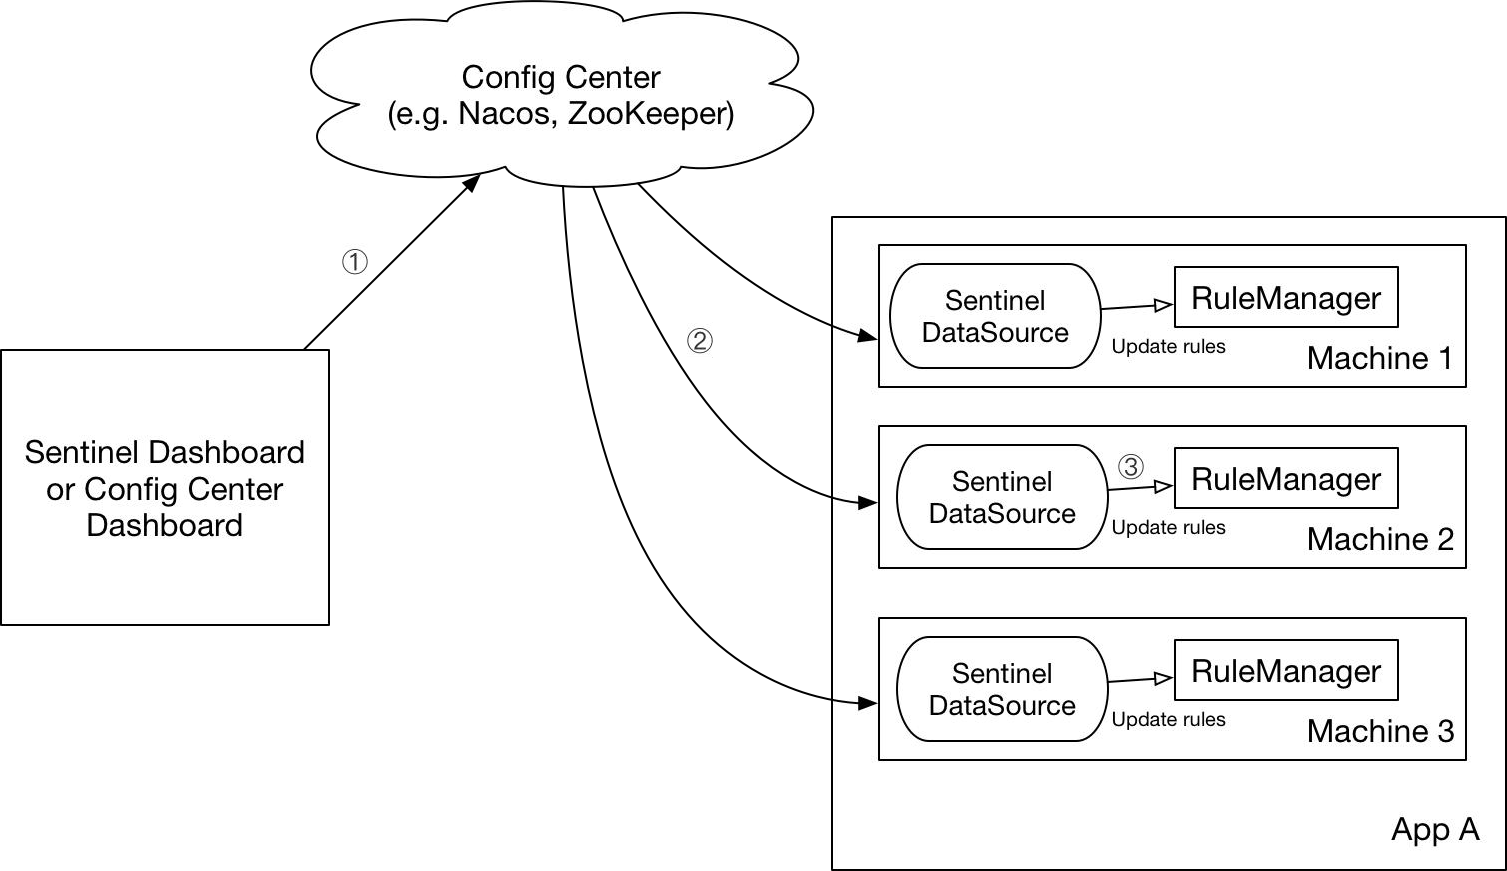 Config Center
(e.g. Nacos, ZooKeeper)
①
②
Sentinel Dashboard
or Config Center
Dashboard
Sentinel
DataSource
RuleManager
Update rules
Machine 1
Sentinel
DataSource
③
RuleManager
Update rules
Machine 2
Sentinel
DataSource
RuleManager
Update rules
Machine 3
App A